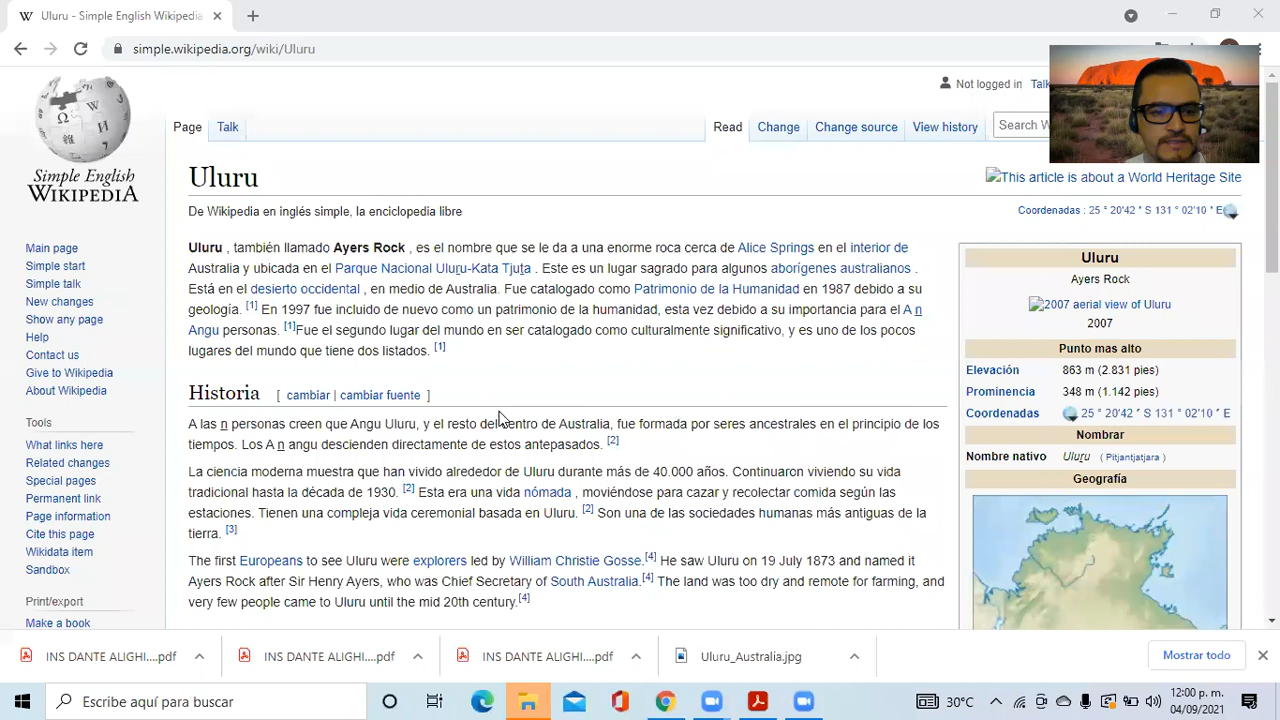 Uluru - Simple English Wikipedia
simple.wikipedia.org/wiki/Uluru
Not logged in Talk
Page Talk Read Change Change source View history Search W
Simple English
WIKIPEDIA
Main page
Simple start
Simple talk
New changes
Show any page
Help
Contact us
Give to Wikipedia
About Wikipedia
Tools
What links here
Related changes
Special pages
Permanent link
Page information
Cite this page
Wikidata item
Sandbox
Print/export
Make a book
Uluru
This article is about a World Heritage Site
De Wikipedia en inglés simple, la enciclopedia libre
Coordenadas : 25 ° 20′42 ″ S 131 ° 02′10 ″ E
Uluru , también llamado Ayers Rock , es el nombre que se le da a una enorme roca cerca de Alice Springs en el interior de
Australia y ubicada en el Parque Nacional Uluṟu-Kata Tjuṯa . Este es un lugar sagrado para algunos aborígenes australianos .
Está en el desierto occidental , en medio de Australia. Fue catalogado como Patrimonio de la Humanidad en 1987 debido a su
geología. [1] En 1997 fue incluido de nuevo como un patrimonio de la humanidad, esta vez debido a su importancia para el A n
Angu personas. [1]Fue el segundo lugar del mundo en ser catalogado como culturalmente significativo, y es uno de los pocos
lugares del mundo que tiene dos listados. [1]
Historia [ cambiar | cambiar fuente ]
A las n personas creen que Angu Uluru, y el resto del centro de Australia, fue formada por seres ancestrales en el principio de los
tiempos. Los A n angu descienden directamente de estos antepasados. [2]
La ciencia moderna muestra que han vivido alrededor de Uluru durante más de 40.000 años. Continuaron viviendo su vida
tradicional hasta la década de 1930. [2] Esta era una vida nómada , moviéndose para cazar y recolectar comida según las
estaciones. Tienen una compleja vida ceremonial basada en Uluru. [2] Son una de las sociedades humanas más antiguas de la
tierra. [3]
The first Europeans to see Uluru were explorers led by William Christie Gosse.[4] He saw Uluru on 19 July 1873 and named it
Ayers Rock after Sir Henry Ayers, who was Chief Secretary of South Australia.[4] The land was too dry and remote for farming, and
very few people came to Uluru until the mid 20th century.[4]
Uluru
Ayers Rock
2007 aerial view of Uluru
2007
Punto mas alto
Elevación 863 m (2.831 pies)
Prominencia 348 m (1.142 pies)
Coordenadas 25 ° 20′42 ″ S 131 ° 02′10 ″ E
Nombrar
Nombre nativo Uluṟu ( Pitjantjatjara )
Geografía
INS DANTE ALIGHI....pdf INS DANTE ALIGHI....pdf INS DANTE ALIGHI....pdf Uluru_Australia.jpg Mostrar todo
Escribe aquí para buscar 30°C 12:00 p. m.
04/09/2021